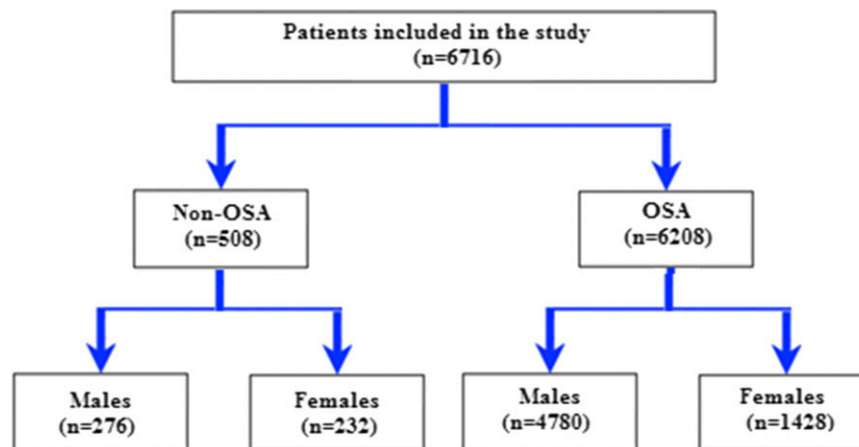 Patients included in the study
(n=6716)
Non-OSA
(n=508)
OSA
(n=6208)
Males
(n=276)
Females
(n=232)
Males
(n=4780)
Females
(n=1428)